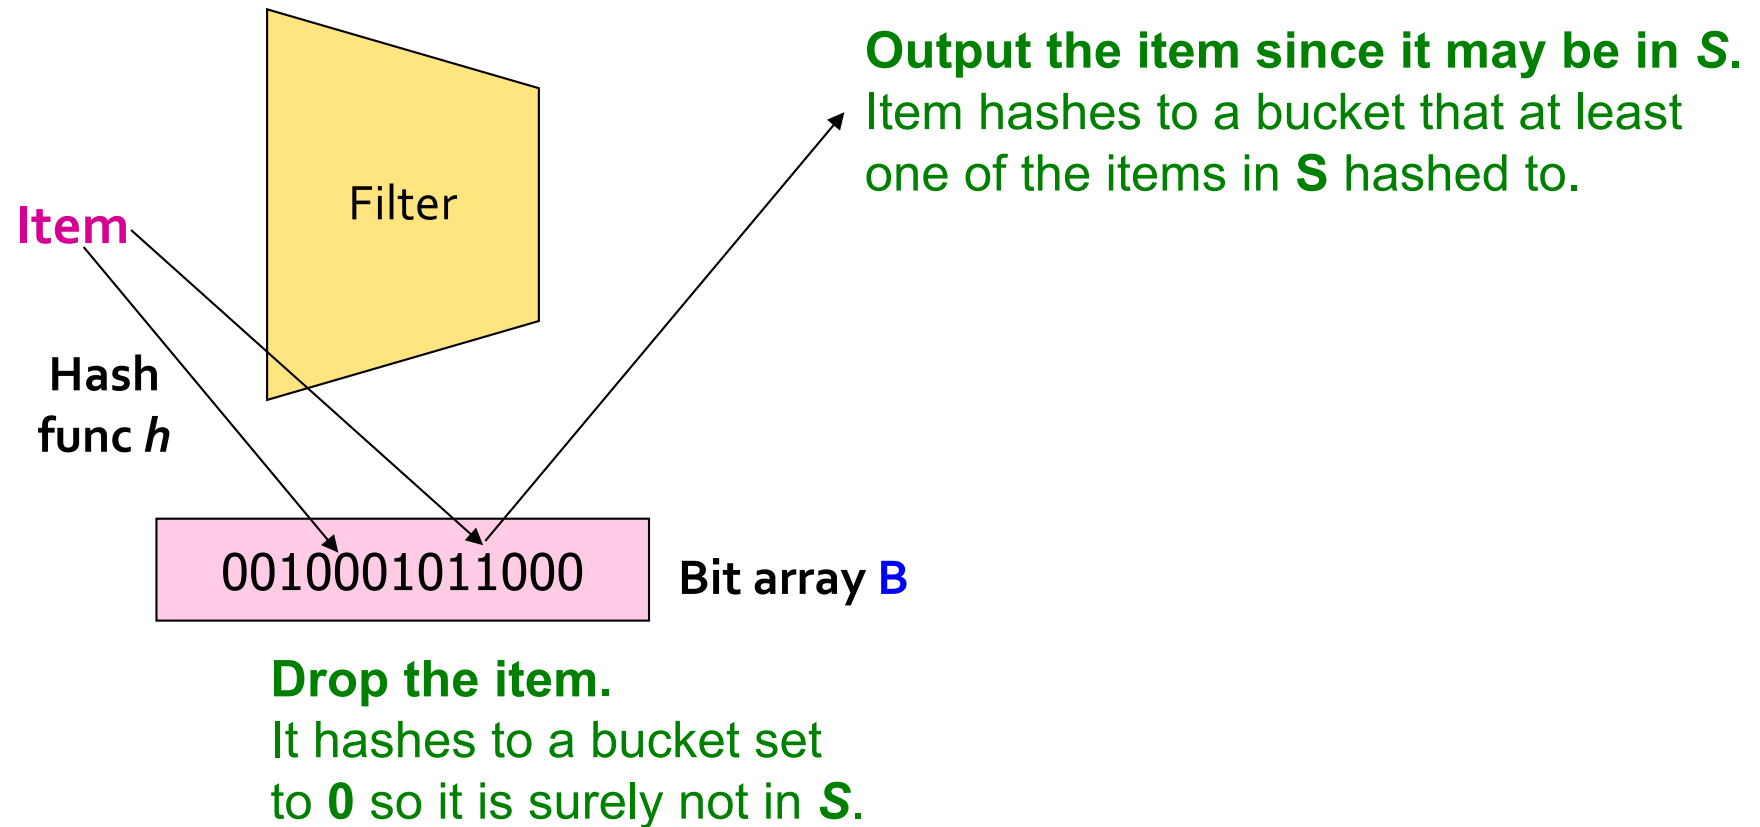 Output the item since it may be in S.
Item hashes to a bucket that at least
one of the items in S hashed to.
Filter
Item
Hash
func h
0010001011000
Bit array B
Drop the item.
It hashes to a bucket set
to 0 so it is surely not in S.